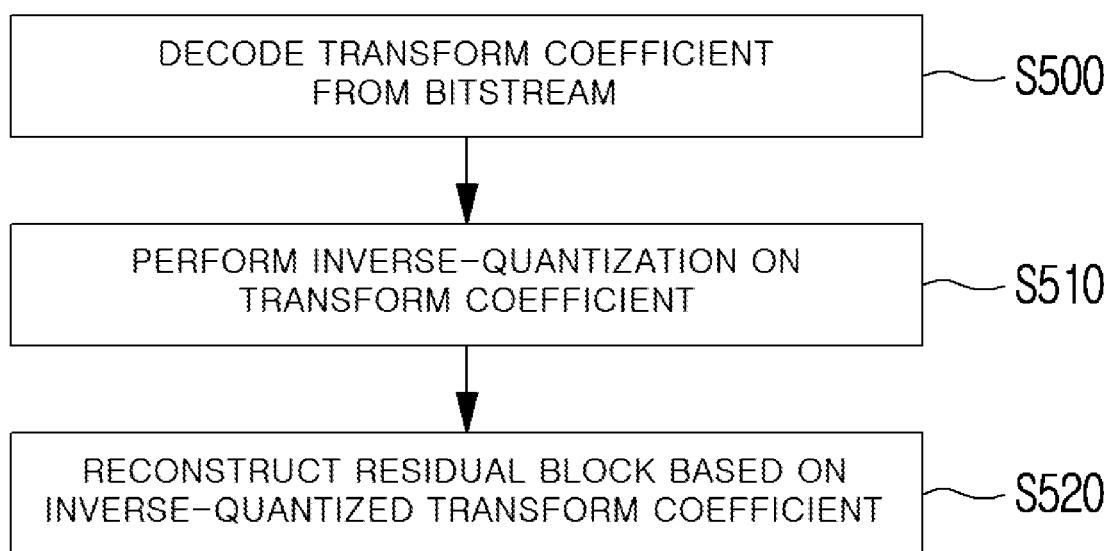 DECODE TRANSFORM COEFFICIENT
FROM BITSTREAM
S500
PERFORM INVERSE-QUANTIZATION ON
TRANSFORM COEFFICIENT
S510
RECONSTRUCT RESIDUAL BLOCK BASED ON
INVERSE-QUANTIZED TRANSFORM COEFFICIENT
S520